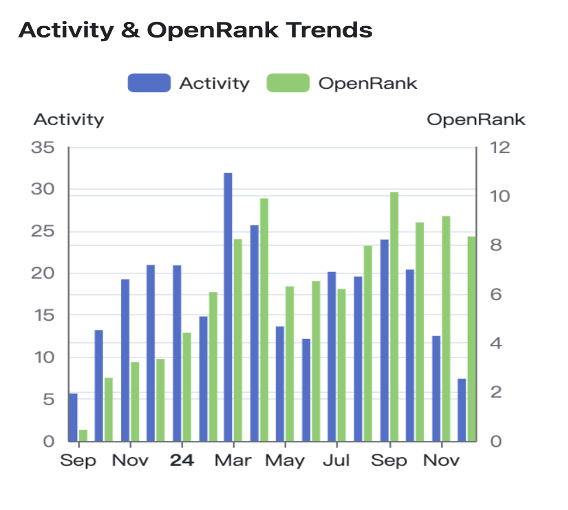 Activity & OpenRank Trends
Activity OpenRank
Activity OpenRank
35 12
30 10
25 8
20 6
15 4
10 2
5 0
0
Sep Nov 24 Mar May Jul Sep Nov